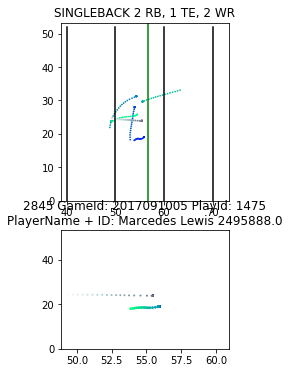 SINGLEBACK 2 RB, 1 TE, 2 WR
50
40
30
20
10
0
40 50 60 70
2845 GameId: 2017091005 PlayId: 1475
PlayerName + ID: Marcedes Lewis 2495888.0
40
20
0
50.0 52.5 55.0 57.5 60.0